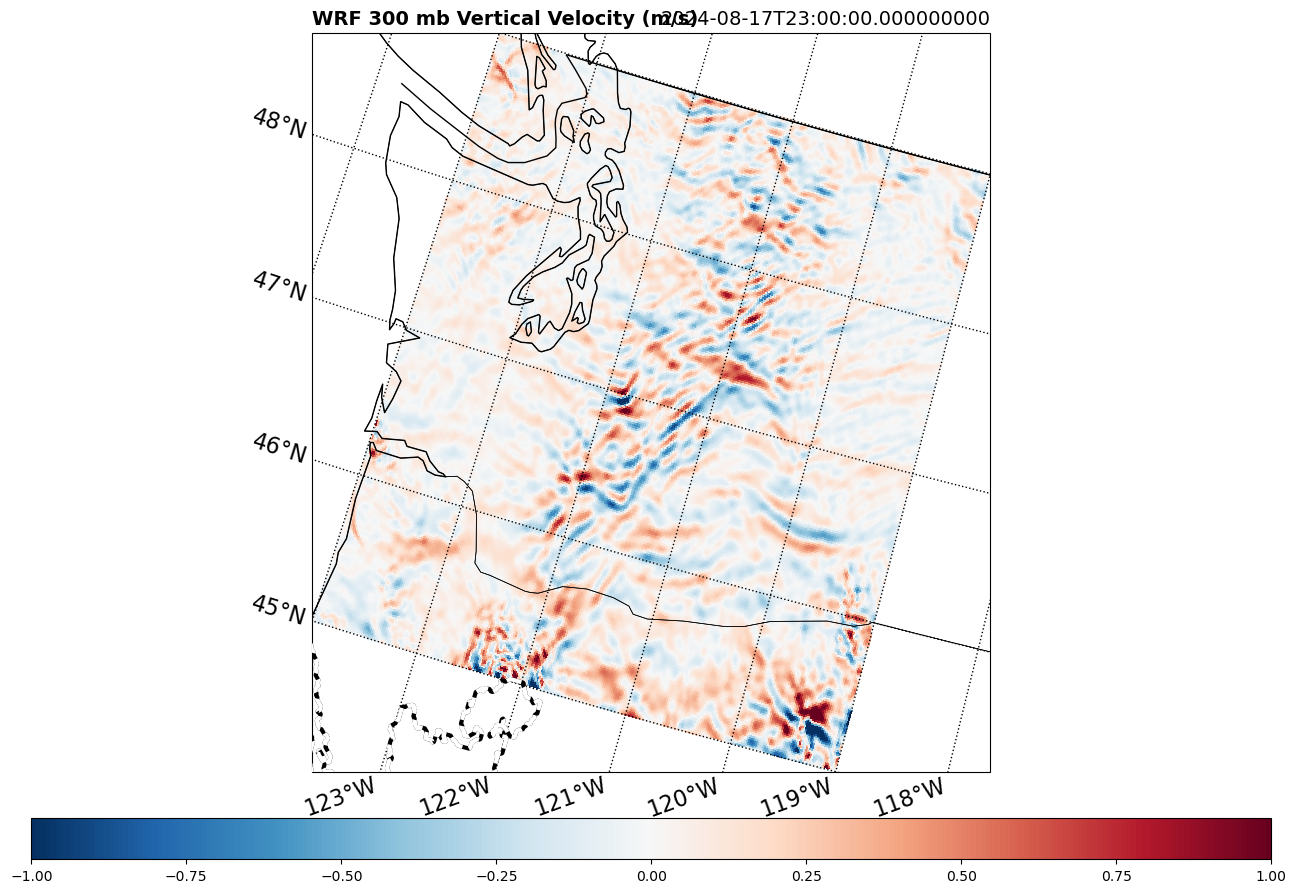 WRF 300 mb Vertical Velocity (m/s)
2024-08-17T23:00:00.000000000
48°N
47°N
46°N
45°N
123°W 122°W 121°W 120°W 119°W 118°W
−1.00 −0.75 −0.50 −0.25 0.00 0.25 0.50 0.75 1.00